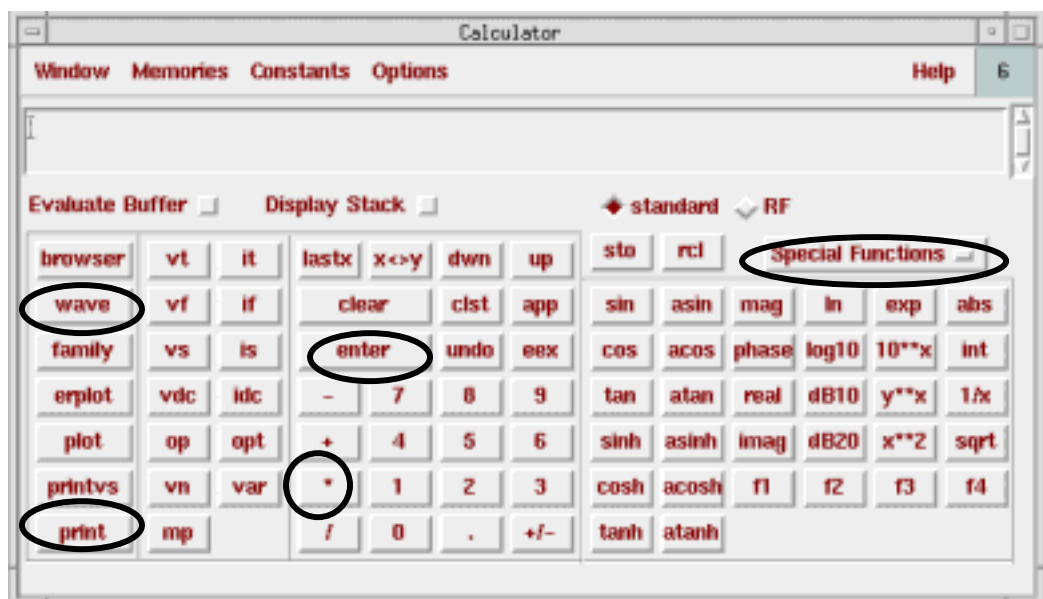 Calculator
Window Memories Constants Options Help 6
Evaluate Buffer Display Stack standard RF
browser vt it lastx x<>y dwn up sto rcl Special Functions
wave vf if clear clst app sin asin mag ln exp abs
family vs is enter undo eex cos acos phase log10 10**x int
erplot vdc idc - 7 8 9 tan atan real dB10 y**x 1/x
plot op opt + 4 5 6 sinh asinh imag dB20 x**2 sqrt
printvs vn var * 1 2 3 cosh acosh f1 f2 f3 f4
print mp / 0 . +/- tanh atanh